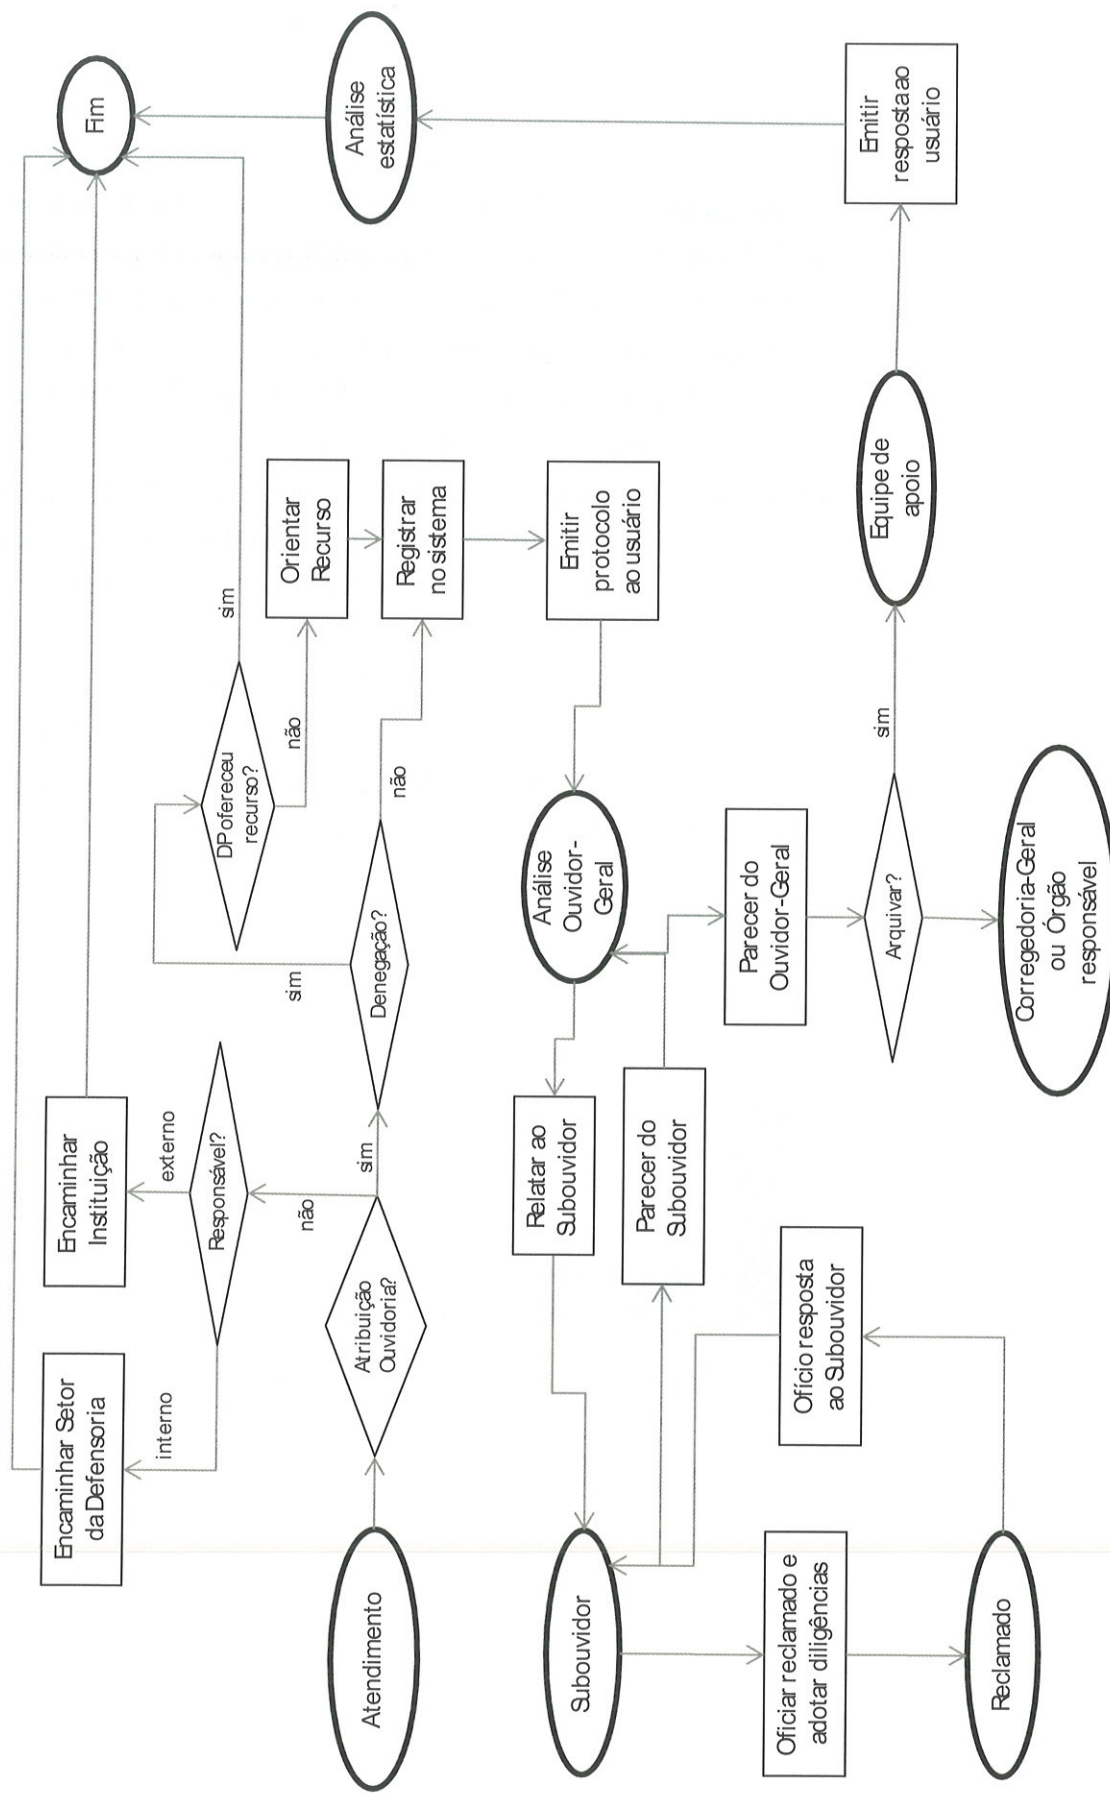 Encaminhar Setor
da Defensoria
Encaminhar
Instituição
Fim
interno
externo
Responsável?
DP ofereceu
recurso?
sim
não
sim
não
Orientar
Recurso
Atendimento
Atribuição
Ouvidoria?
sim
Denegação?
não
Registrar
no sistema
Análise
estatística
Subouvidor
Relatar ao
Subouvidor
Análise
Ouvidor-
Geral
Emitir
protocolo
ao usuário
Parecer do
Subouvidor
Parecer do
Ouvidor-Geral
Oficiar reclamado e
adotar diligências
Ofício resposta
ao Subouvidor
Arquivar?
sim
Equipe de
apoio
Emitir
resposta ao
usuário
Reclamado
Corregedoria-Geral
ou Órgão
responsável